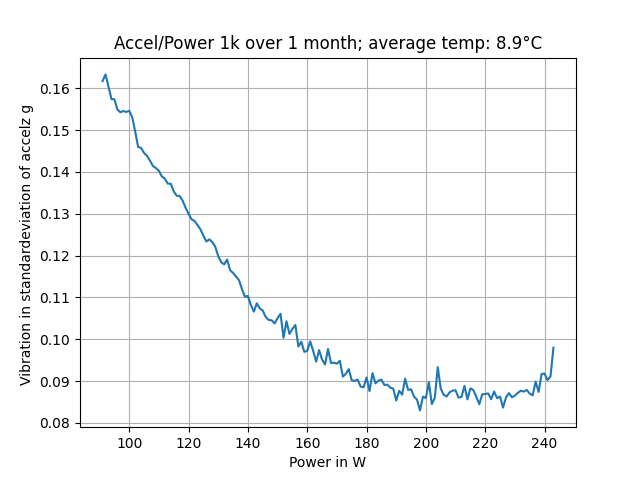 Accel/Power 1k over 1 month; average temp: 8.9°C
Vibration in standardeviation of accelz g
0.16
0.15
0.14
0.13
0.12
0.11
0.10
0.09
0.08
100 120 140 160 180 200 220 240
Power in W